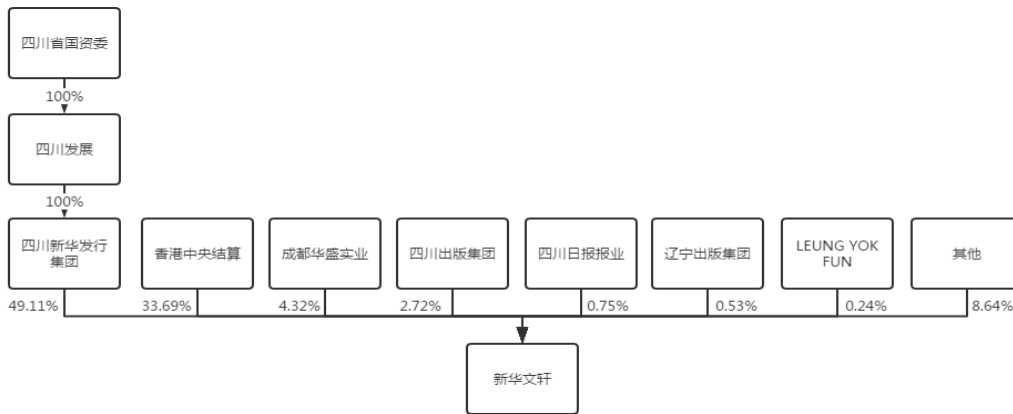 四川省国资委
100%
四川发展
100%
四川新华发行
集团
香港中央结算
成都华盛实业
四川出版集团
四川日报报业
辽宁出版集团
LEUNG YOK
FUN
其他
49.11%
33.69%
4.32%
2.72%
0.75%
0.53%
0.24%
8.64%
新华文轩